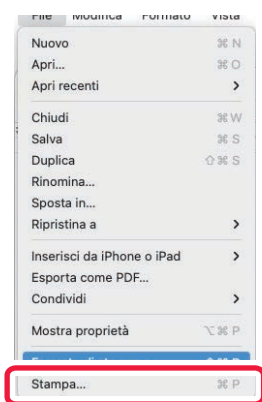 File Modifica Formato Vista
Nuovo ⌘ N
Apri... ⌘ O
Apri recenti >
Chiudi ⌘ W
Salva ⌘ S
Duplica ⇧ ⌘ S
Rinomina...
Sposta in...
Ripristina a >
Inserisci da iPhone o iPad >
Esporta come PDF...
Condividi >
Mostra proprietà ⌥ ⌘ P
Stampa... ⌘ P